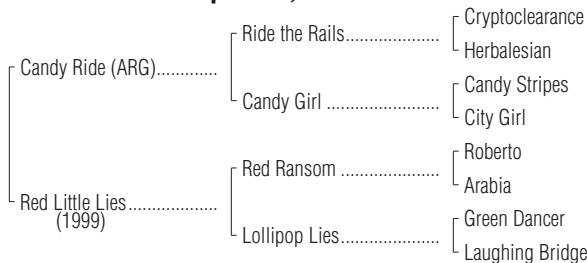 Cryptoclearance
Ride the Rails
Herbalesian
Candy Ride (ARG)
Candy Stripes
Candy Girl
City Girl
Roberto
Red Ransom
Arabia
Red Little Lies
(1999)
Green Dancer
Lollipop Lies
Laughing Bridge